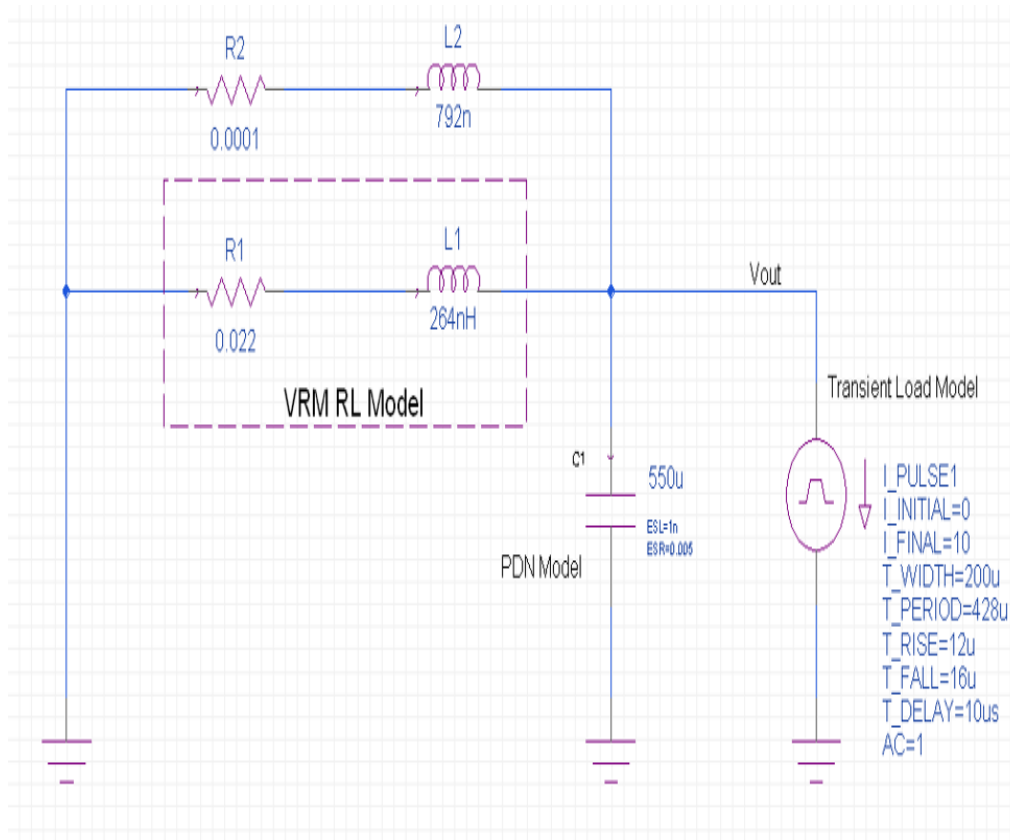 R2
L2
0.0001
792n
R1
L1
0.022
264nH
VRM RL Model
Vout
Transient Load Model
C1
550u
ESL=1n
ESR=0.005
PDN Model
I_PULSE1
I_INITIAL=0
I_FINAL=10
T_WIDTH=200u
T_PERIOD=428u
T_RISE=12u
T_FALL=16u
T_DELAY=10us
AC=1